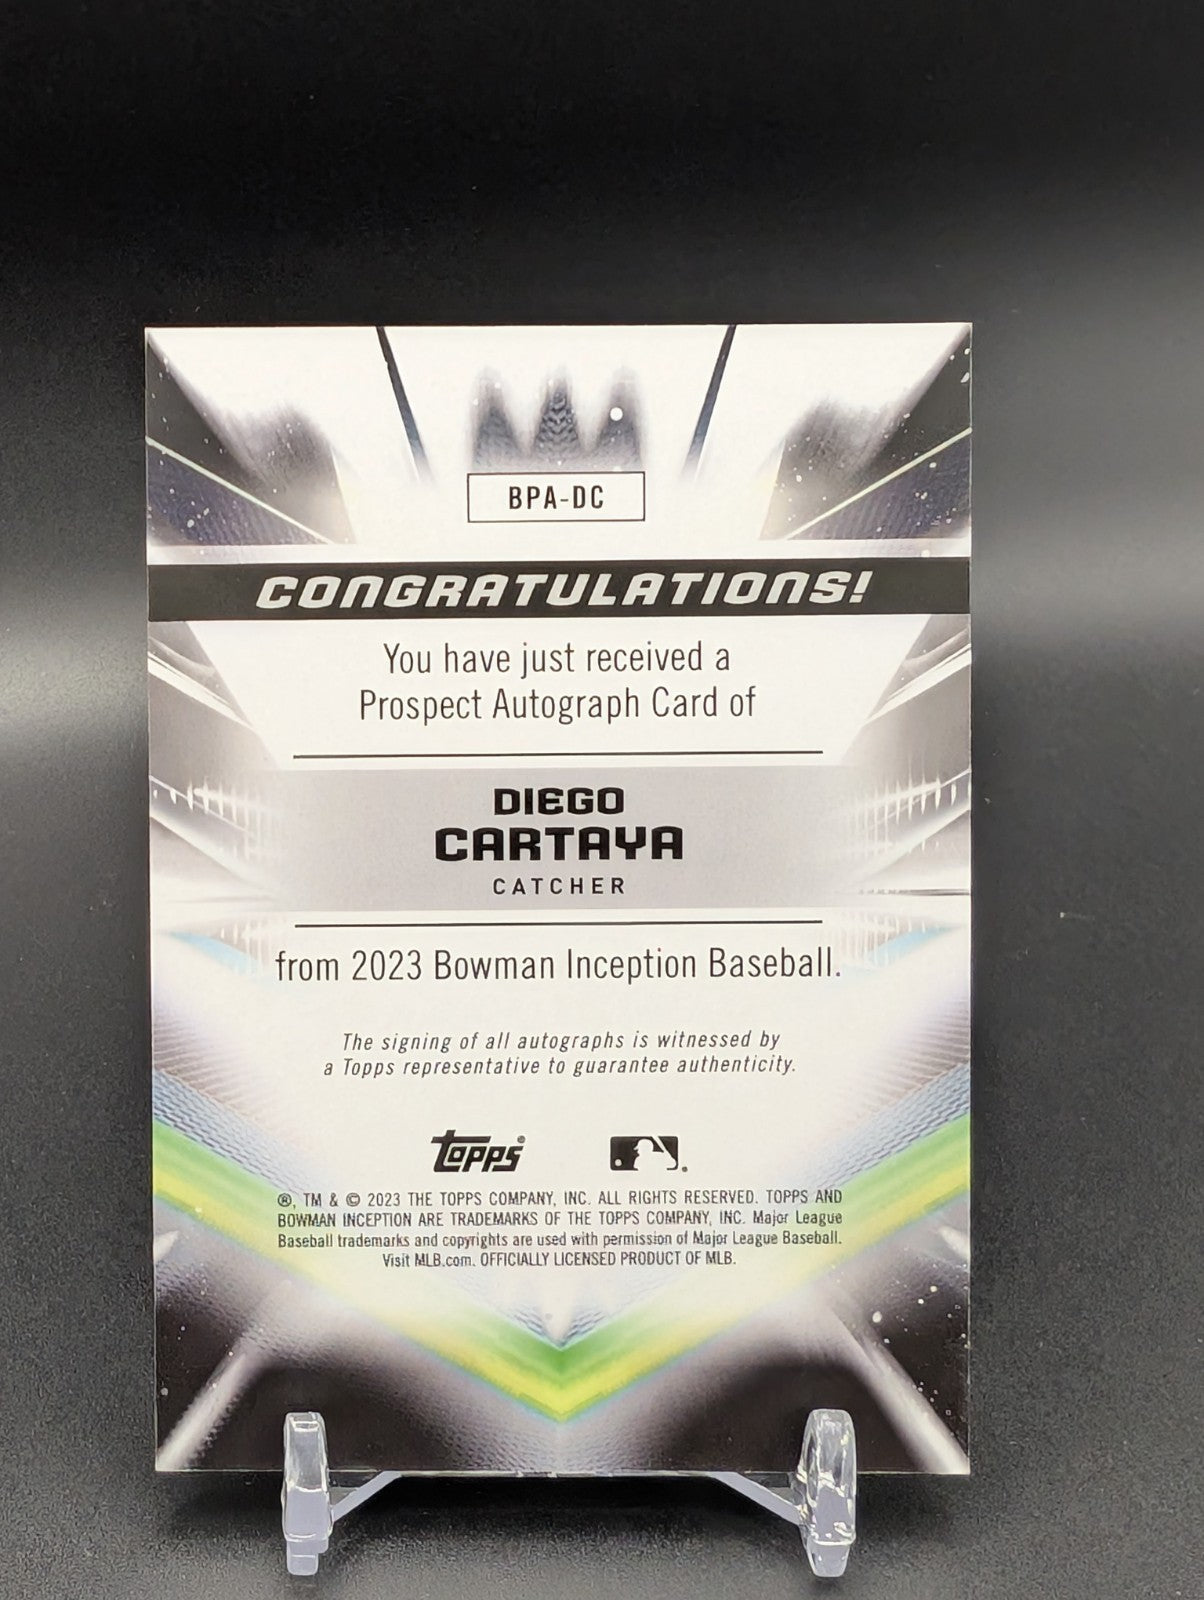 BPA-DC
CONGRATULATIONS!
You have just received a
Prospect Autograph Card of
DIEGO
CARTAYA
CATCHER
from 2023 Bowman Inception Baseball.
The signing of all autographs is witnessed by
a Topps representative to guarantee authenticity.
Topps®
®, TM & © 2023 THE TOPPS COMPANY, INC. ALL RIGHTS RESERVED. TOPPS AND
BOWMAN INCEPTION ARE TRADEMARKS OF THE TOPPS COMPANY, INC. Major League
Baseball trademarks and copyrights are used with permission of Major League Baseball.
Visit MLB.com. OFFICIALLY LICENSED PRODUCT OF MLB.